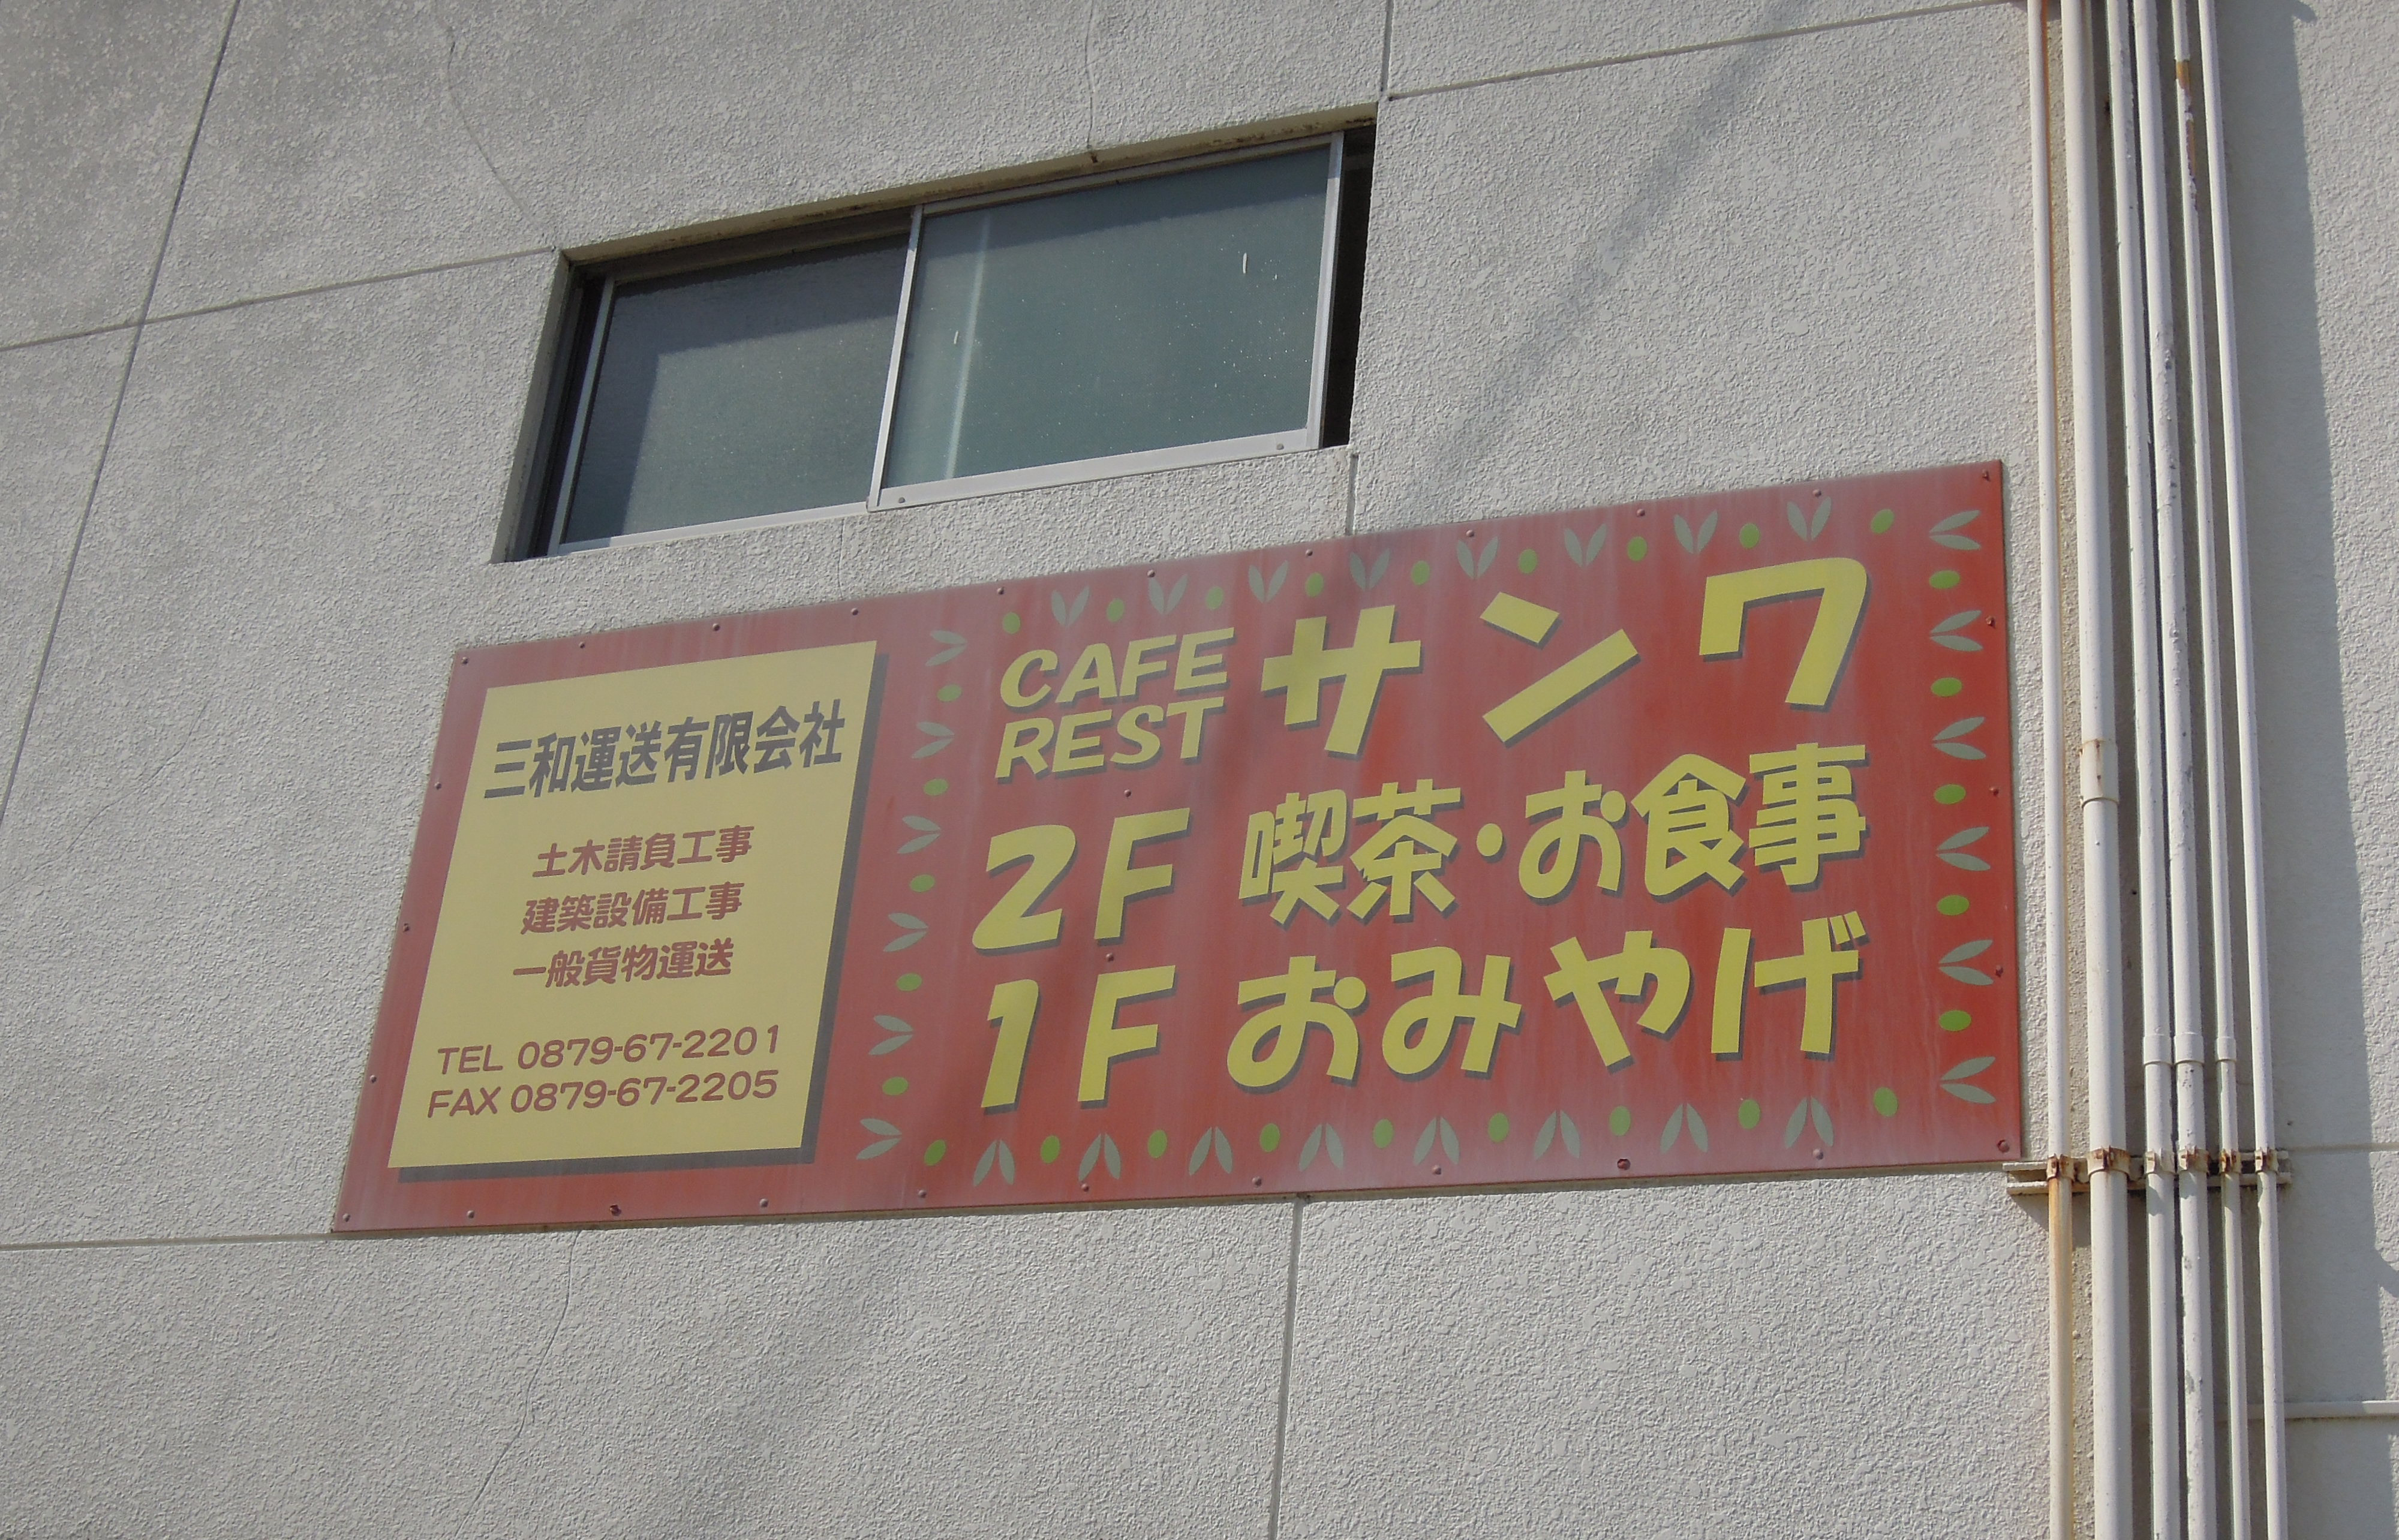 三和運送有限会社
土木請負工事
建築設備工事
一般貨物運送
TEL 0879-67-2201
FAX 0879-67-2205
CAFE
REST サンワ
2F 喫茶・お食事
1F おみやげ